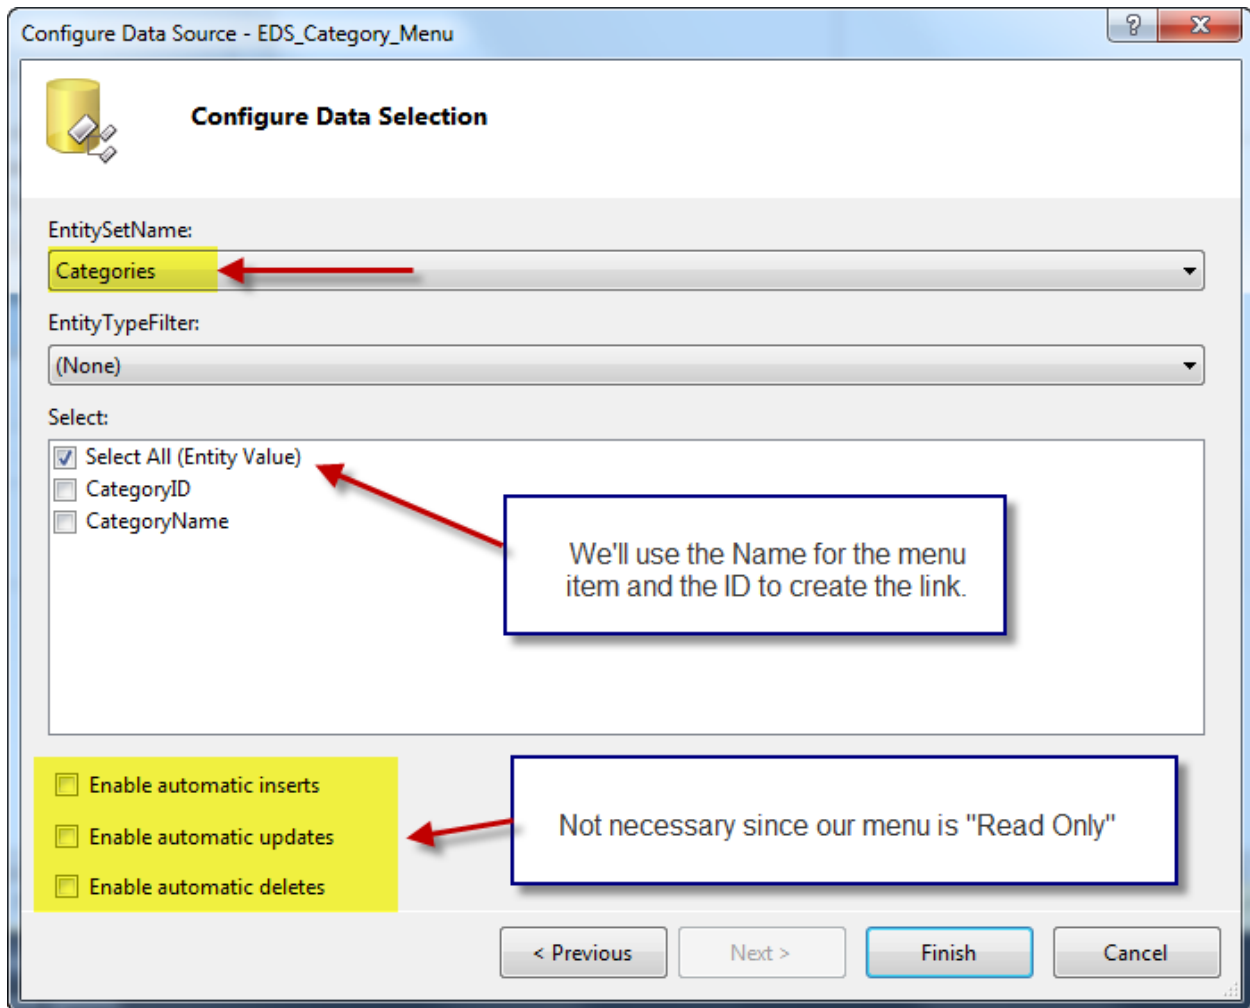 Configure Data Source - EDS_Category_Menu
?
Configure Data Selection
EntitySetName:
Categories
EntityTypeFilter:
(None)
Select:
Select All (Entity Value)
CategoryID
CategoryName
We'll use the Name for the menu
item and the ID to create the link.
Enable automatic inserts
Enable automatic updates
Enable automatic deletes
Not necessary since our menu is "Read Only"
< Previous
Next >
Finish
Cancel